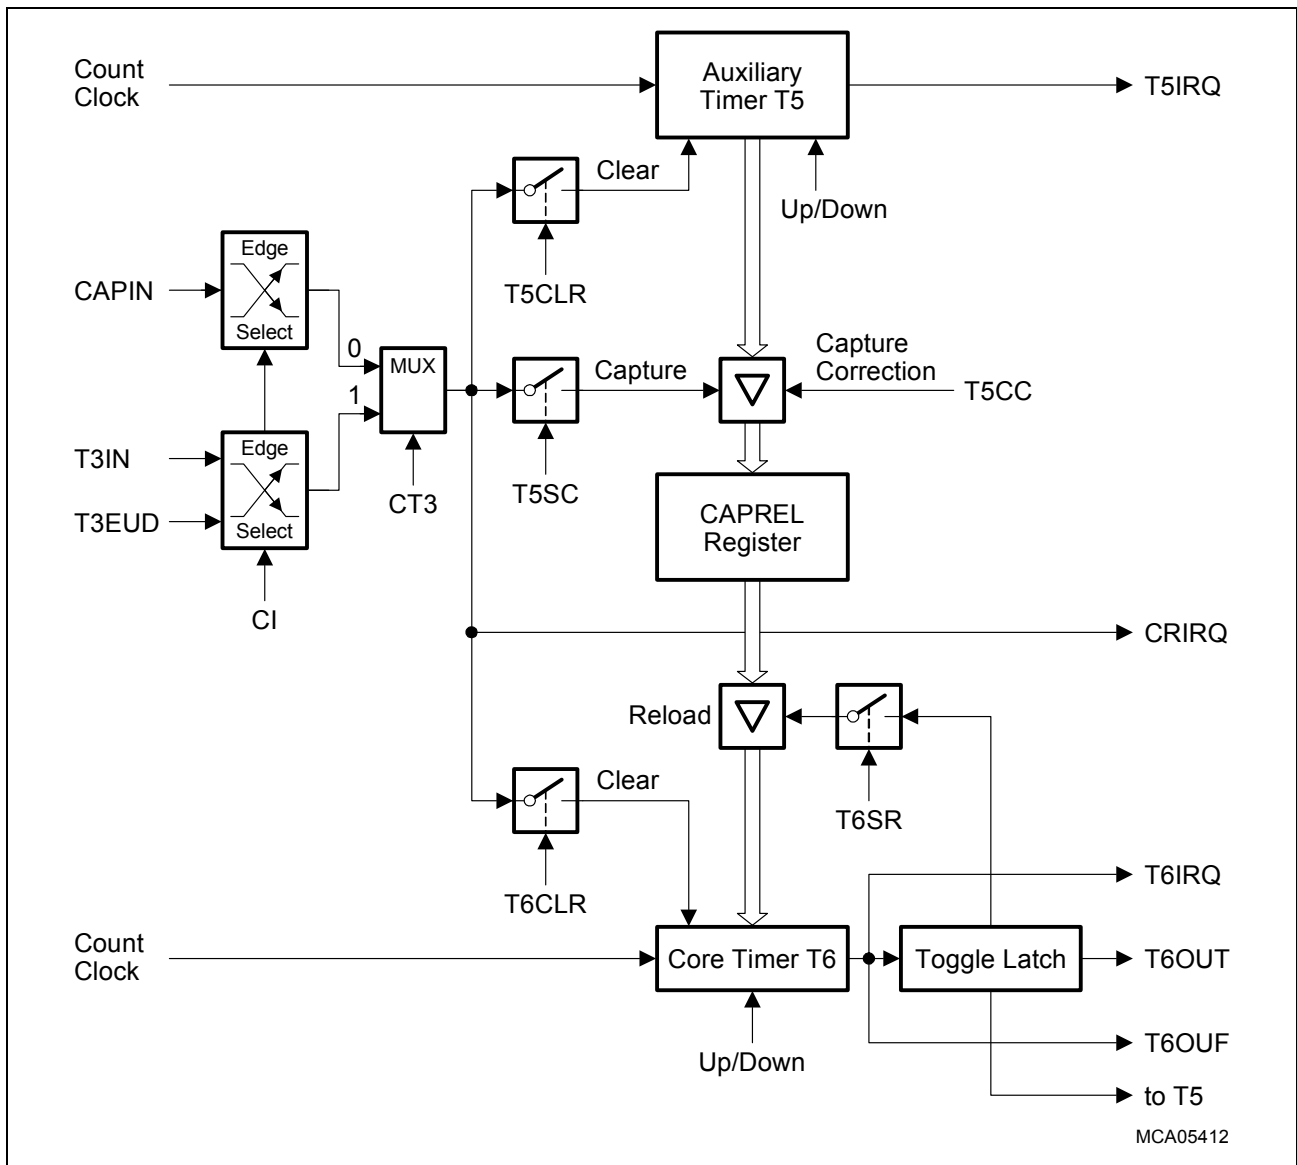 Count
Clock
Auxiliary
Timer T5
T5IRQ
Clear
Up/Down
T5CLR
Edge
Select
CAPIN
0
1
MUX
Capture
Capture
Correction
T5CC
T3IN
T3EUD
Edge
Select
CT3
T5SC
CAPREL
Register
CI
CRIRQ
Reload
Clear
T6SR
T6CLR
T6IRQ
Count
Clock
Core Timer T6
Toggle Latch
T6OUT
Up/Down
T6OUF
to T5
MCA05412